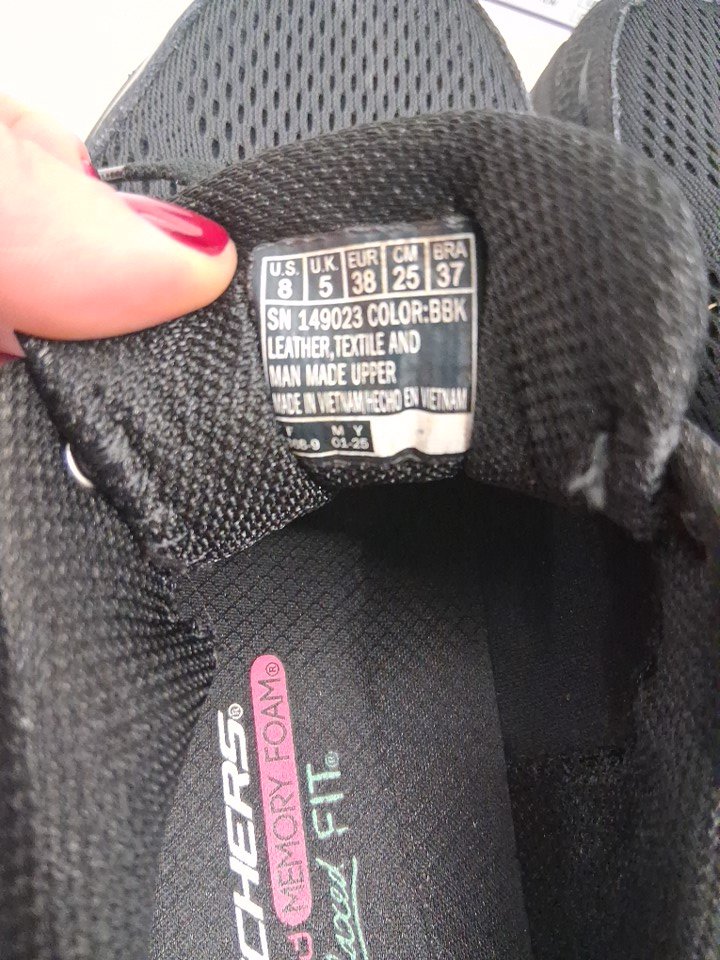 U.S. U.K. EUR CM BRA
8 5 38 25 37
SN 149023 COLOR:BBK
LEATHER,TEXTILE AND
MAN MADE UPPER
MADE IN VIETNAM/HECHO EN VIETNAM
M Y
01-25
MEMORY FOAM®
FIT®